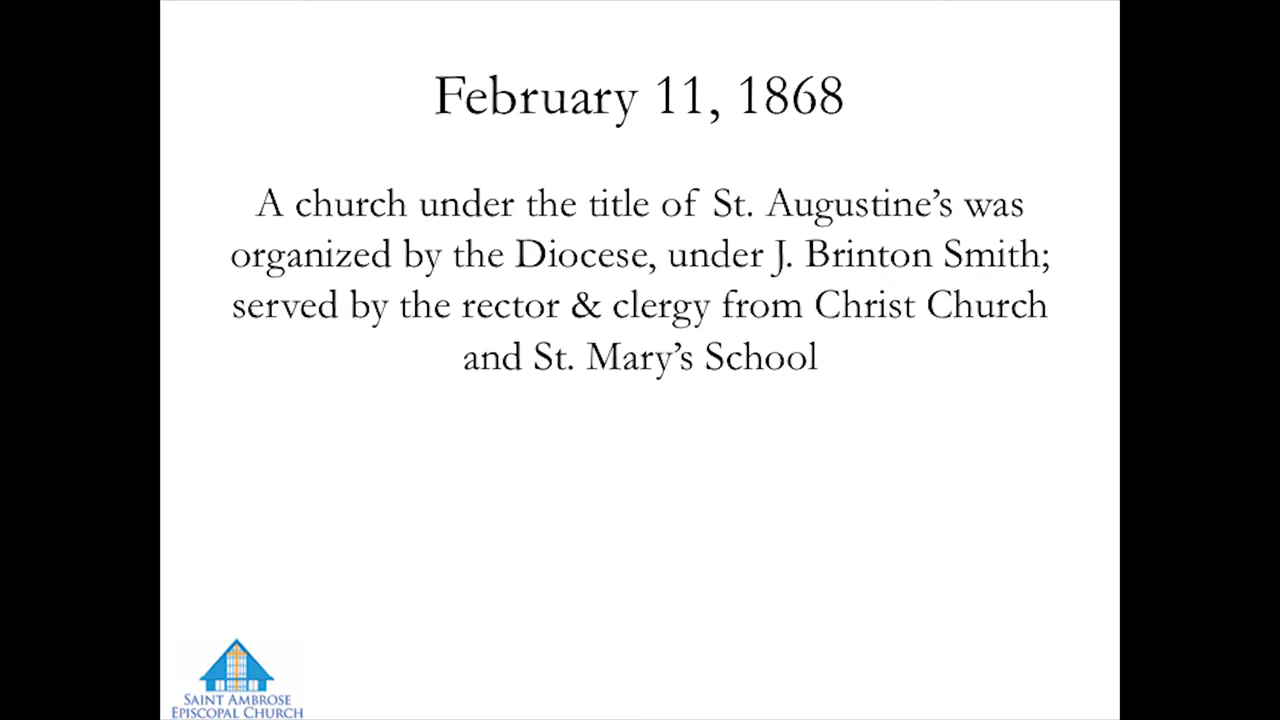 February 11, 1868
A church under the title of St. Augustine’s was
organized by the Diocese, under J. Brinton Smith;
served by the rector & clergy from Christ Church
and St. Mary’s School
SAINT AMBROSE
EPISCOPAL CHURCH